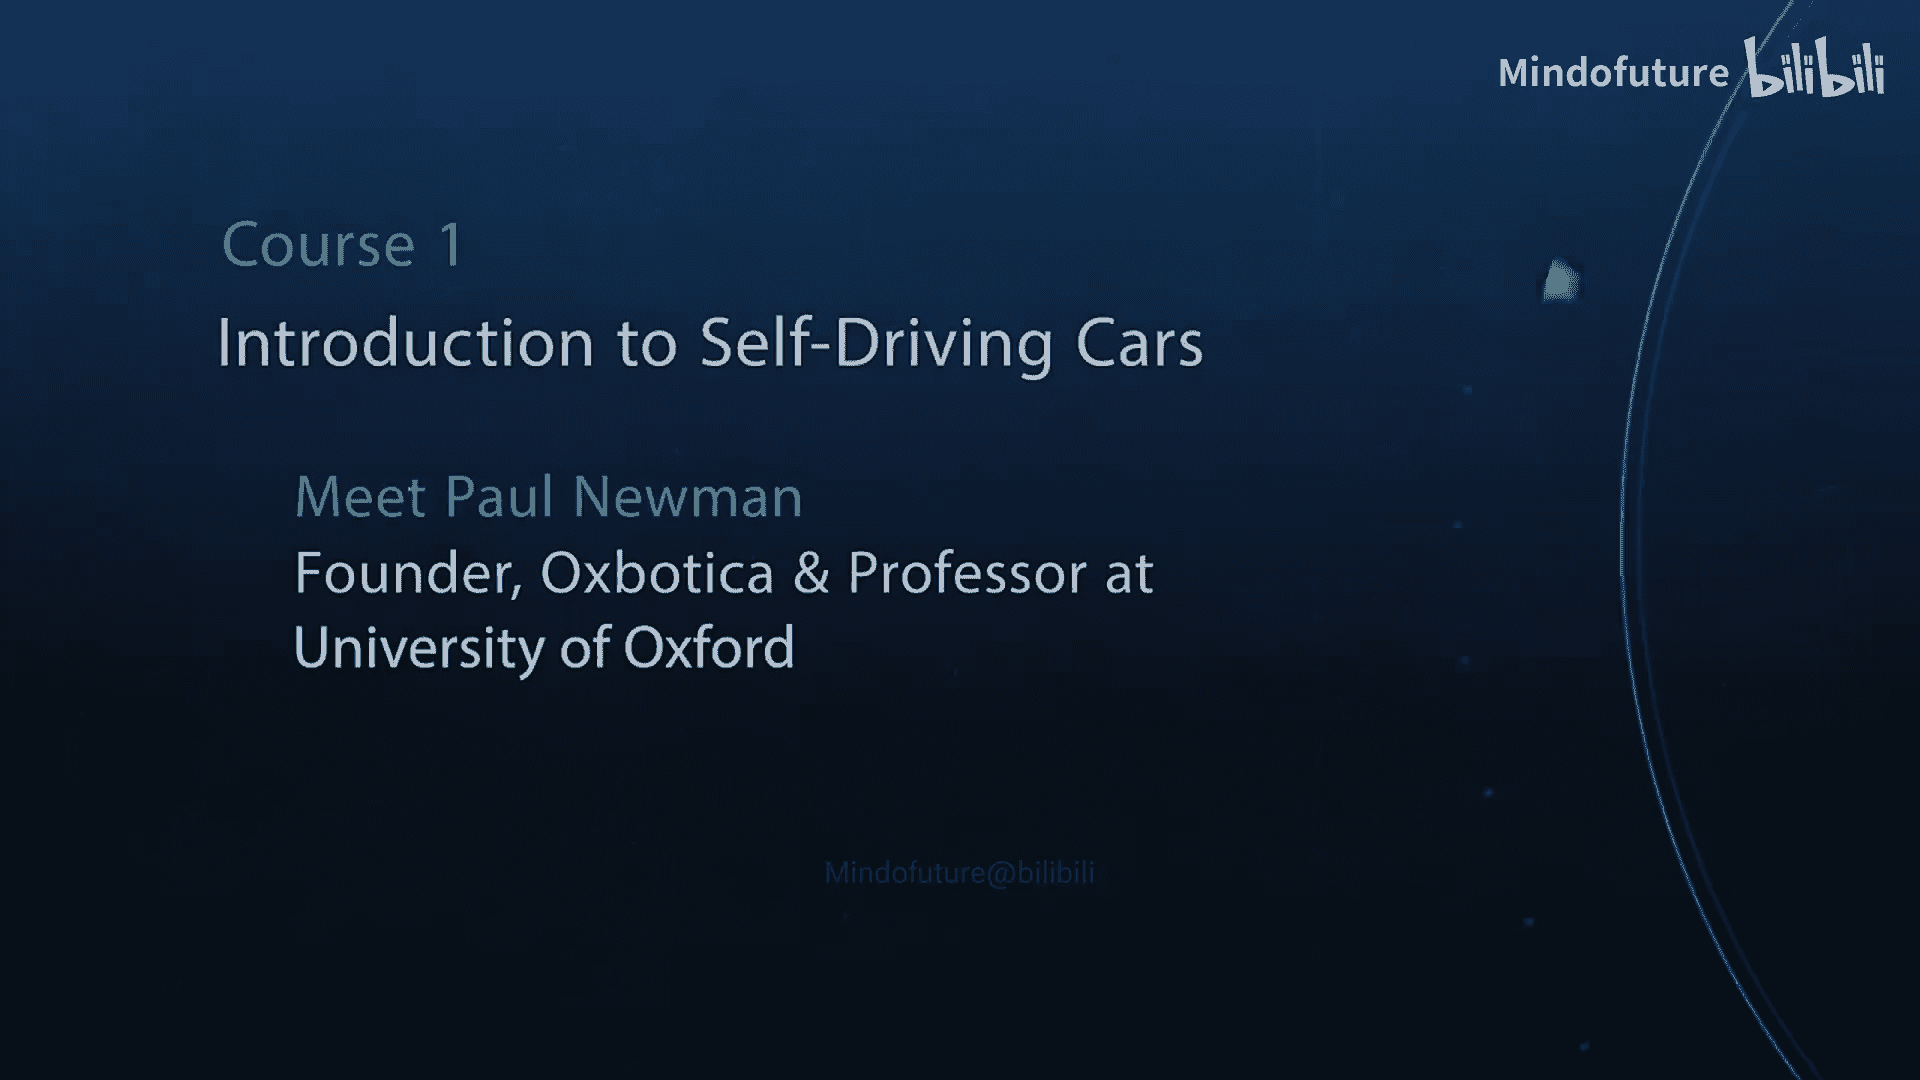 Mindofuture bilibili
Course 1
Introduction to Self-Driving Cars
Meet Paul Newman
Founder, Oxbotica & Professor at
University of Oxford
Mindofuture@bilibili